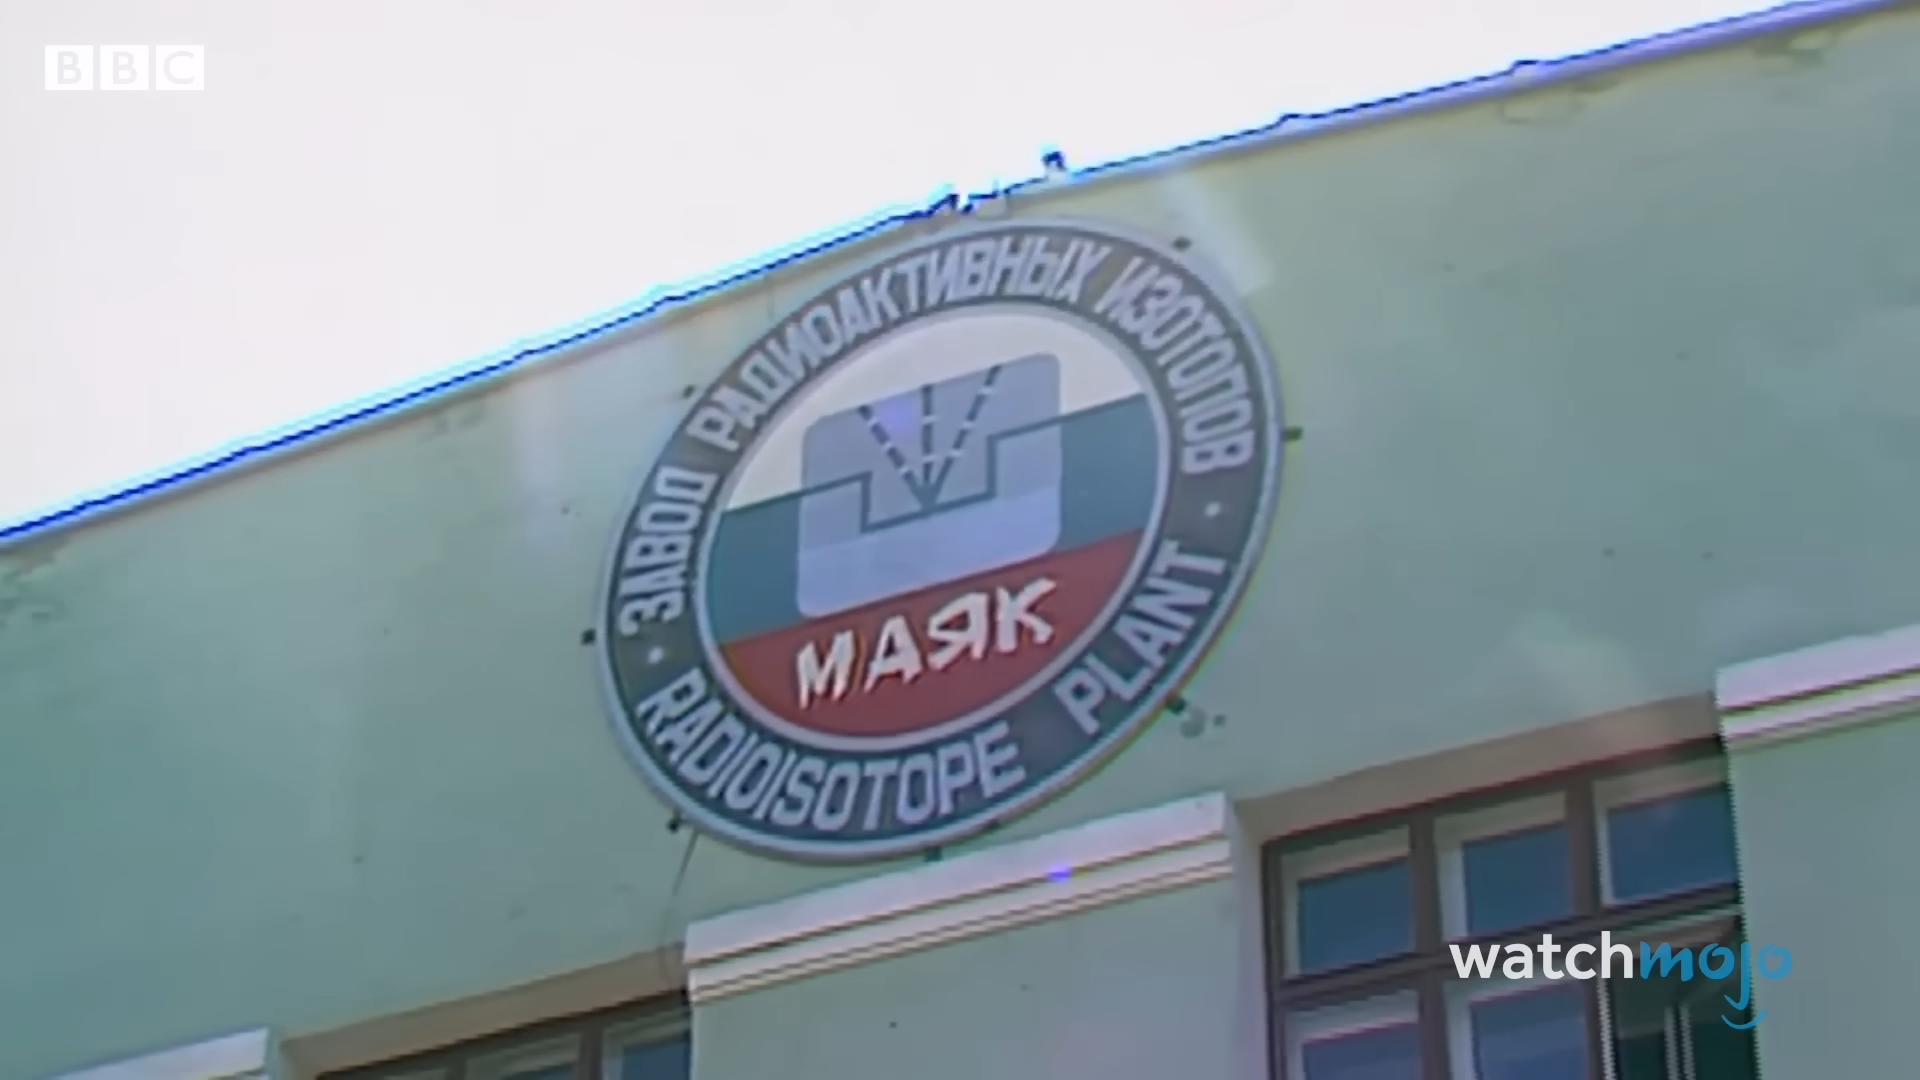 BBC
ЗАВОД РАДИОАКТИВНЫХ ИЗОТОПОВ
МАЯК
RADIOISOTOPE PLANT
watchmojo